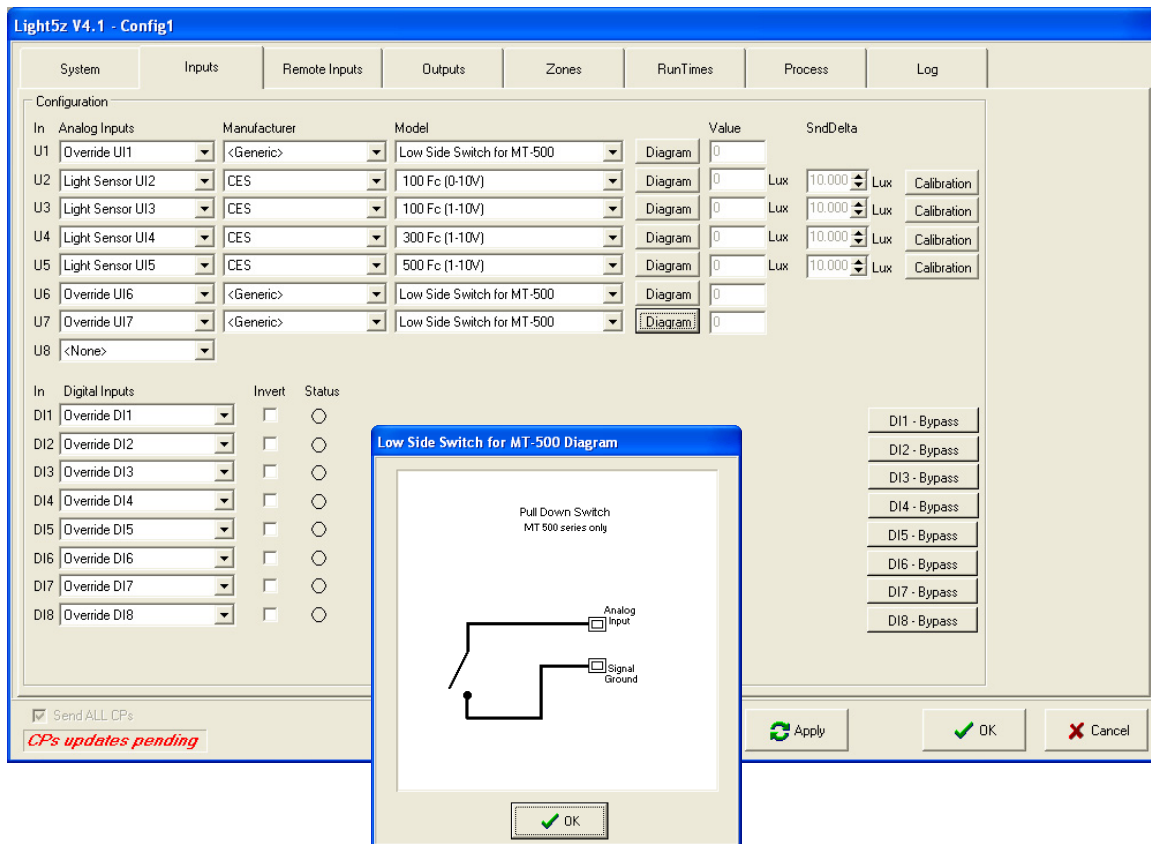 Light5z V4.1 - Config1
System Inputs Remote Inputs Outputs Zones RunTimes Process Log
Configuration
In Analog Inputs Manufacturer Model Value SndDelta
U1 Override UI1 <Generic> Low Side Switch for MT-500 Diagram 0
U2 Light Sensor UI2 CES 100 Fc (0-10V) Diagram 0 Lux 10.000 Lux Calibration
U3 Light Sensor UI3 CES 100 Fc (1-10V) Diagram 0 Lux 10.000 Lux Calibration
U4 Light Sensor UI4 CES 300 Fc (1-10V) Diagram 0 Lux 10.000 Lux Calibration
U5 Light Sensor UI5 CES 500 Fc (1-10V) Diagram 0 Lux 10.000 Lux Calibration
U6 Override UI6 <Generic> Low Side Switch for MT-500 Diagram 0
U7 Override UI7 <Generic> Low Side Switch for MT-500 Diagram 0
U8 <None>
In Digital Inputs Invert Status
DI1 Override DI1 DI1 - Bypass
DI2 Override DI2 DI2 - Bypass
DI3 Override DI3 DI3 - Bypass
DI4 Override DI4 DI4 - Bypass
DI5 Override DI5 DI5 - Bypass
DI6 Override DI6 DI6 - Bypass
DI7 Override DI7 DI7 - Bypass
DI8 Override DI8 DI8 - Bypass
Low Side Switch for MT-500 Diagram
Pull Down Switch
MT 500 series only
Analog
Input
Signal
Ground
OK
Send ALL CPs
CPs updates pending
Apply OK Cancel